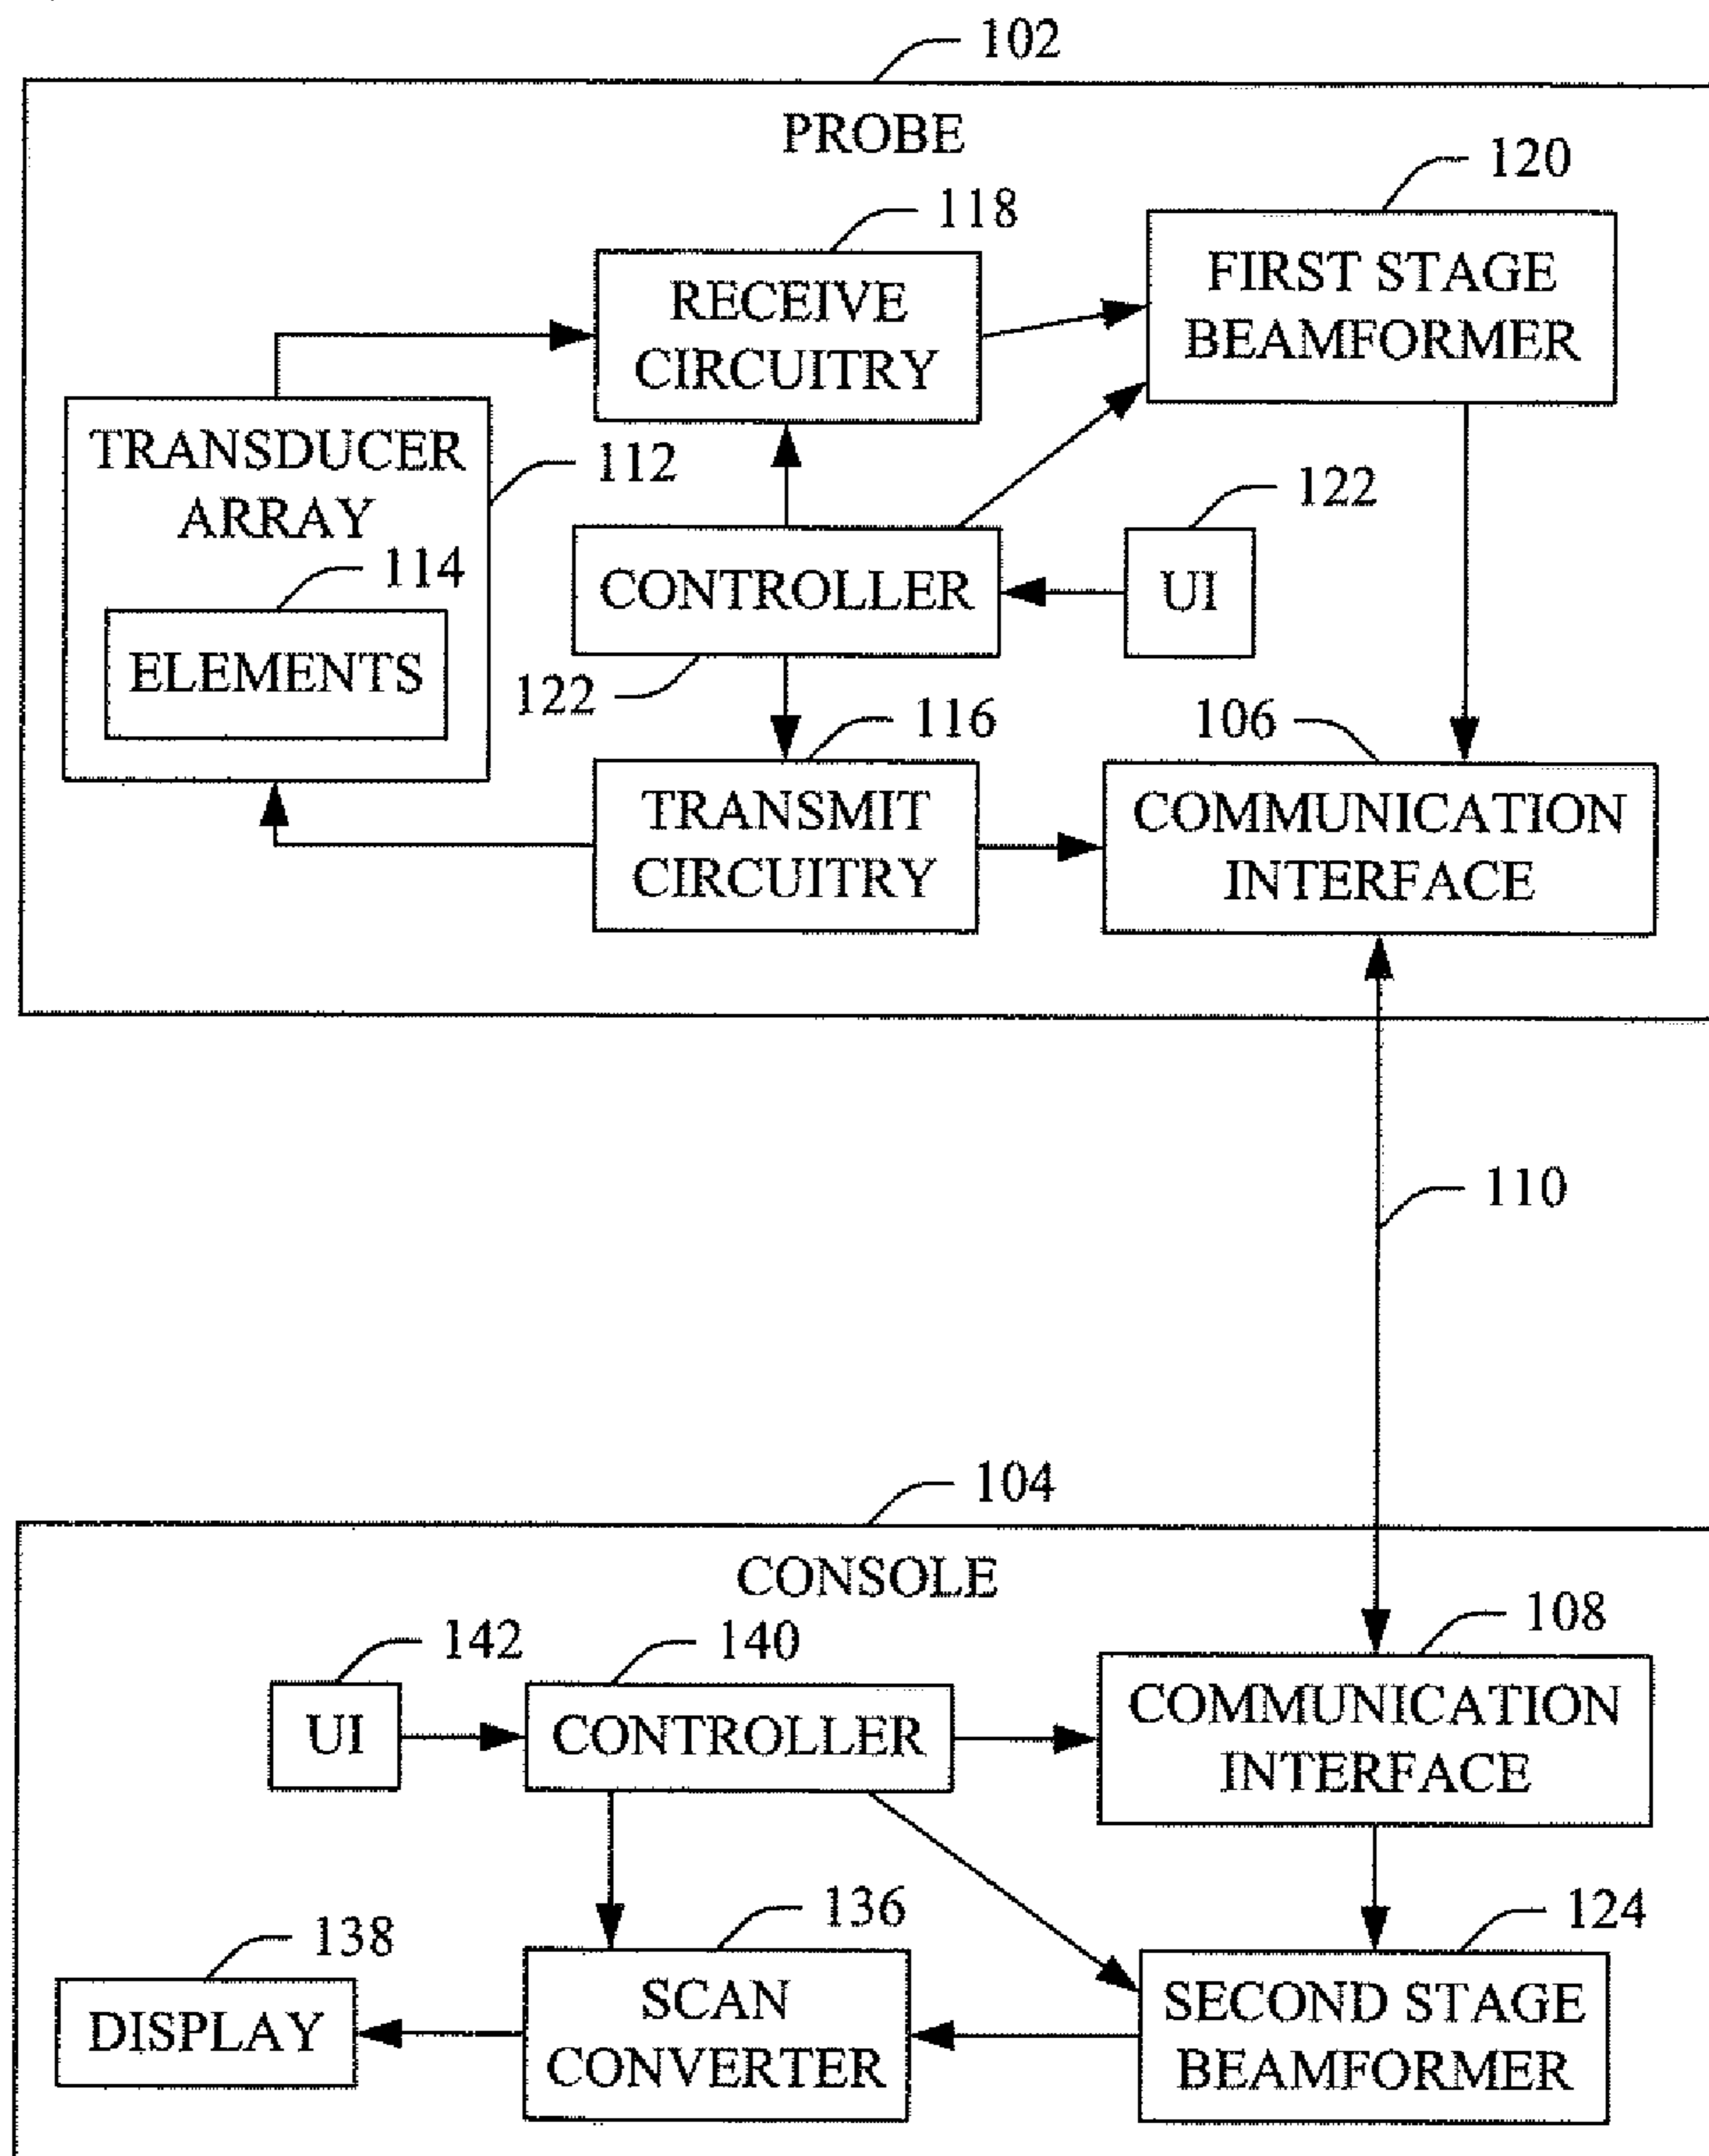 102
PROBE
120
118
FIRST STAGE
BEAMFORMER
RECEIVE
CIRCUITRY
TRANSDUCER
ARRAY
112
122
114
CONTROLLER
UI
ELEMENTS
122
116
106
TRANSMIT
CIRCUITRY
COMMUNICATION
INTERFACE
110
104
CONSOLE
108
142
140
COMMUNICATION
INTERFACE
UI
CONTROLLER
136
124
138
SCAN
CONVERTER
SECOND STAGE
BEAMFORMER
DISPLAY